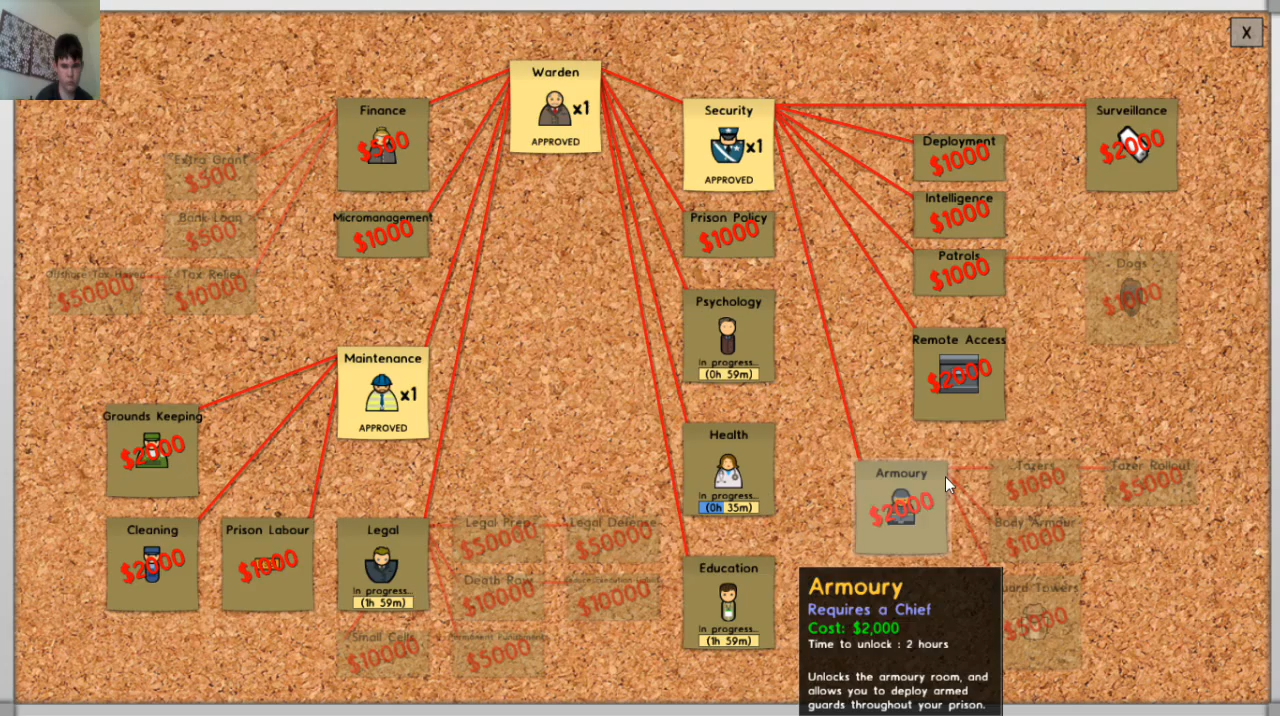 X
Warden
x1
APPROVED
Finance
$500
Security
x1
APPROVED
Surveillance
$2000
Deployment
$1000
Extra Grant
$500
Intelligence
$1000
Bank Loan
$500
Micromanagement
$1000
Prison Policy
$1000
Patrols
$1000
Dogs
$1000
Tax Relief
$10000
$50000
Psychology
In progress...
(0h 59m)
Remote Access
$2000
Maintenance
x1
APPROVED
Grounds Keeping
$2000
Health
In progress...
(0h 35m)
Armoury
$2000
Tazers
$1000
Tazer Rollout
$5000
Cleaning
$2000
Prison Labour
$1000
Legal
In progress...
(1h 59m)
Legal Prep
$50000
Legal Defense
$50000
Body Armour
$1000
Death Row
$10000
$10000
Education
In progress...
(1h 59m)
Small Cells
$10000
$5000
uard Towers
$5000
Armoury
Requires a Chief
Cost: $2,000
Time to unlock : 2 hours
Unlocks the armoury room, and
allows you to deploy armed
guards throughout your prison.